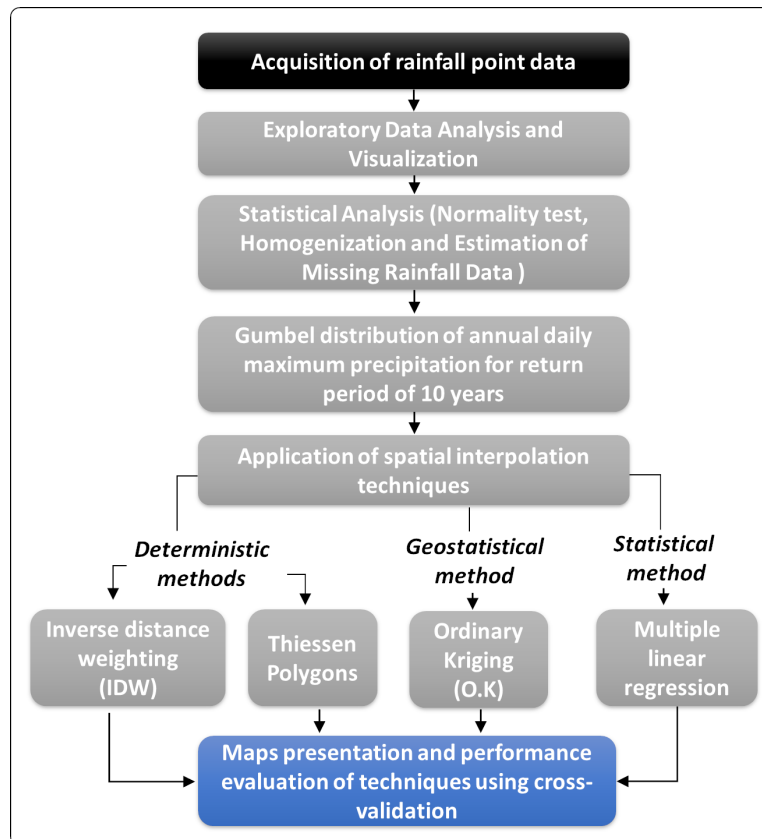 Acquisition of rainfall point data
Exploratory Data Analysis and
Visualization
Statistical Analysis (Normality test,
Homogenization and Estimation of
Missing Rainfall Data )
Gumbel distribution of annual daily
maximum precipitation for return
period of 10 years
Application of spatial interpolation
techniques
Deterministic
methods
Geostatistical
method
Statistical
method
Inverse distance
weighting
(IDW)
Thiessen
Polygons
Ordinary
Kriging
(O.K)
Multiple
linear
regression
Maps presentation and performance
evaluation of techniques using cross-
validation